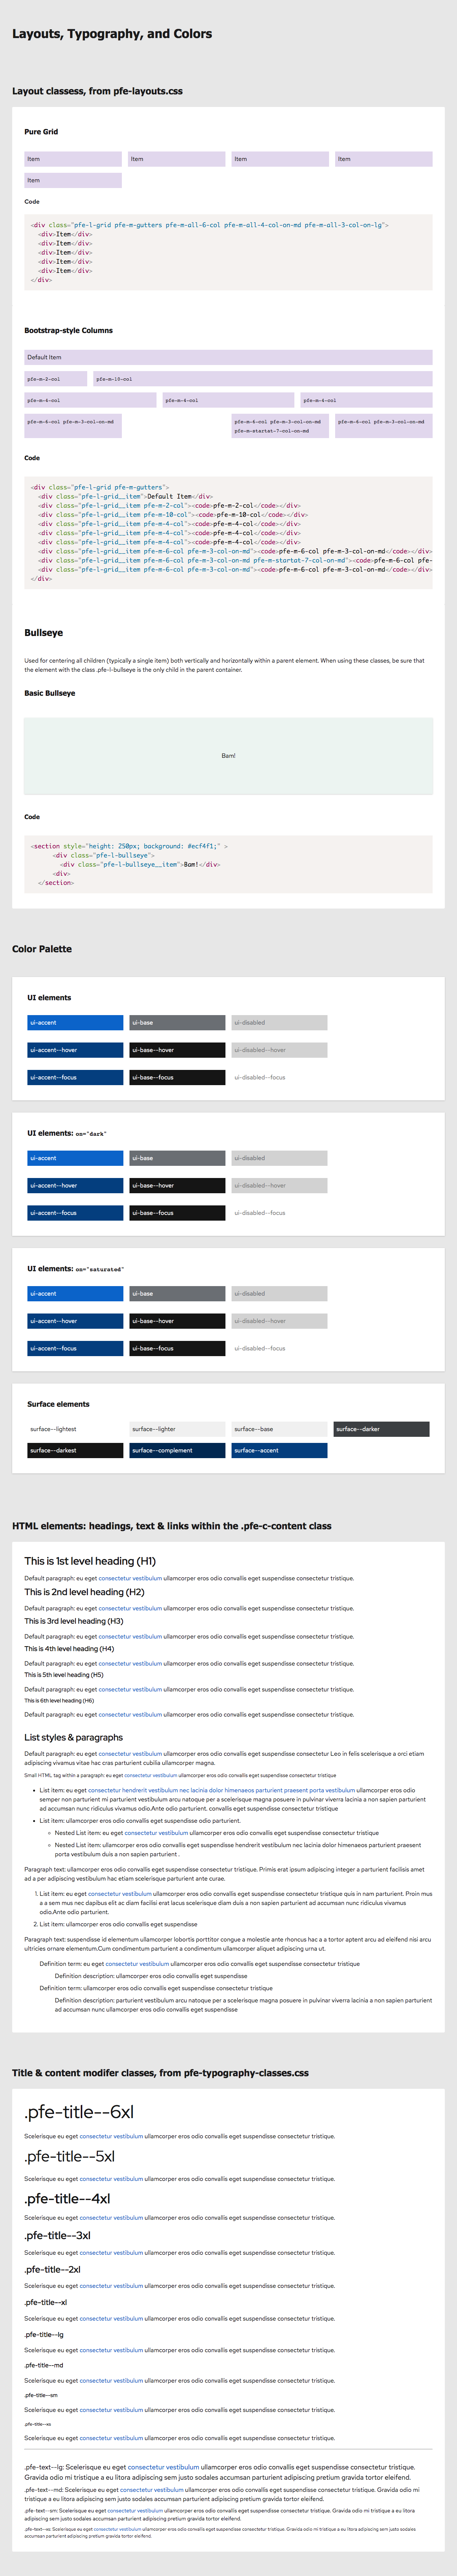 Layouts, Typography, and Colors
Layout classess, from pfe-layouts.css
Pure Grid
Item Item Item Item
Item
Code
<div class="pfe-l-grid pfe-m-gutters pfe-m-all-6-col pfe-m-all-4-col-on-md pfe-m-all-3-col-on-lg">
<div>Item</div>
<div>Item</div>
<div>Item</div>
<div>Item</div>
<div>Item</div>
</div>
Bootstrap-style Columns
Default Item
pfe-m-2-col pfe-m-10-col
pfe-m-4-col pfe-m-4-col pfe-m-4-col
pfe-m-6-col pfe-m-3-col-on-md pfe-m-6-col pfe-m-3-col-on-md pfe-m-6-col pfe-m-3-col-on-md
pfe-m-startat-7-col-on-md
Code
<div class="pfe-l-grid pfe-m-gutters">
<div class="pfe-l-grid__item">Default Item</div>
<div class="pfe-l-grid__item pfe-m-2-col"><code>pfe-m-2-col</code></div>
<div class="pfe-l-grid__item pfe-m-10-col"><code>pfe-m-10-col</code></div>
<div class="pfe-l-grid__item pfe-m-4-col"><code>pfe-m-4-col</code></div>
<div class="pfe-l-grid__item pfe-m-4-col"><code>pfe-m-4-col</code></div>
<div class="pfe-l-grid__item pfe-m-4-col"><code>pfe-m-4-col</code></div>
<div class="pfe-l-grid__item pfe-m-6-col pfe-m-3-col-on-md"><code>pfe-m-6-col pfe-m-3-col-on-md</code></div>
<div class="pfe-l-grid__item pfe-m-6-col pfe-m-3-col-on-md pfe-m-startat-7-col-on-md"><code>pfe-m-6-col pfe-
<div class="pfe-l-grid__item pfe-m-6-col pfe-m-3-col-on-md"><code>pfe-m-6-col pfe-m-3-col-on-md</code></div>
</div>
Bullseye
Used for centering all children (typically a single item) both vertically and horizontally within a parent element. When using these classes, be sure that
the element with the class .pfe-l-bullseye is the only child in the parent container.
Basic Bullseye
Bam!
Code
<section style="height: 250px; background: #ecf4f1;" >
<div class="pfe-l-bullseye">
<div class="pfe-l-bullseye__item">Bam!</div>
<div>
</section>
Color Palette
UI elements
ui-accent ui-base ui-disabled
ui-accent--hover ui-base--hover ui-disabled--hover
ui-accent--focus ui-base--focus ui-disabled--focus
UI elements: on="dark"
ui-accent ui-base ui-disabled
ui-accent--hover ui-base--hover ui-disabled--hover
ui-accent--focus ui-base--focus ui-disabled--focus
UI elements: on="saturated"
ui-accent ui-base ui-disabled
ui-accent--hover ui-base--hover ui-disabled--hover
ui-accent--focus ui-base--focus ui-disabled--focus
Surface elements
surface--lightest surface--lighter surface--base surface--darker
surface--darkest surface--complement surface--accent
HTML elements: headings, text & links within the .pfe-c-content class
This is 1st level heading (H1)
Default paragraph: eu eget consectetur vestibulum ullamcorper eros odio convallis eget suspendisse consectetur tristique.
This is 2nd level heading (H2)
Default paragraph: eu eget consectetur vestibulum ullamcorper eros odio convallis eget suspendisse consectetur tristique.
This is 3rd level heading (H3)
Default paragraph: eu eget consectetur vestibulum ullamcorper eros odio convallis eget suspendisse consectetur tristique.
This is 4th level heading (H4)
Default paragraph: eu eget consectetur vestibulum ullamcorper eros odio convallis eget suspendisse consectetur tristique.
This is 5th level heading (H5)
Default paragraph: eu eget consectetur vestibulum ullamcorper eros odio convallis eget suspendisse consectetur tristique.
This is 6th level heading (H6)
Default paragraph: eu eget consectetur vestibulum ullamcorper eros odio convallis eget suspendisse consectetur tristique.
List styles & paragraphs
Default paragraph: eu eget consectetur vestibulum ullamcorper eros odio convallis eget suspendisse consectetur Leo in felis scelerisque a orci etiam
adipiscing vivamus vitae hac cras parturient cubilia ullamcorper magna.
Small HTML tag within a paragraph: eu eget consectetur vestibulum ullamcorper eros odio convallis eget suspendisse consectetur tristique
• List item: eu eget consectetur hendrerit vestibulum nec lacinia dolor himenaeos parturient praesent porta vestibulum ullamcorper eros odio
semper non parturient mi parturient vestibulum arcu natoque per a scelerisque magna posuere in pulvinar viverra lacinia a non sapien parturient
ad accumsan nunc ridiculus vivamus odio.Ante odio parturient. convallis eget suspendisse consectetur tristique
• List item: ullamcorper eros odio convallis eget suspendisse odio parturient.
◦ Nested List item: eu eget consectetur vestibulum ullamcorper eros odio convallis eget suspendisse consectetur tristique
◦ Nested List item: ullamcorper eros odio convallis eget suspendisse hendrerit vestibulum nec lacinia dolor himenaeos parturient praesent
porta vestibulum duis a non sapien parturient .
Paragraph text: ullamcorper eros odio convallis eget suspendisse consectetur tristique. Primis erat ipsum adipiscing integer a parturient facilisis amet
ad a per adipiscing vestibulum hac etiam scelerisque parturient ante curae.
1. List item: eu eget consectetur vestibulum ullamcorper eros odio convallis eget suspendisse consectetur tristique quis in nam parturient. Proin mus
a a sem mus nec dapibus elit ac diam facilisi erat lacus scelerisque diam duis a non sapien parturient ad accumsan nunc ridiculus vivamus
odio.Ante odio parturient.
2. List item: ullamcorper eros odio convallis eget suspendisse
Paragraph text: suspendisse id elementum ullamcorper lobortis porttitor congue a molestie ante rhoncus hac a a tortor aptent arcu ad eleifend nisi arcu
ultricies ornare elementum.Cum condimentum parturient a condimentum ullamcorper aliquet adipiscing urna ut.
Definition term: eu eget consectetur vestibulum ullamcorper eros odio convallis eget suspendisse consectetur tristique
Definition description: ullamcorper eros odio convallis eget suspendisse
Definition term: ullamcorper eros odio convallis eget suspendisse consectetur tristique
Definition description: parturient vestibulum arcu natoque per a scelerisque magna posuere in pulvinar viverra lacinia a non sapien parturient
ad accumsan nunc ullamcorper eros odio convallis eget suspendisse
Title & content modifer classes, from pfe-typography-classes.css
.pfe-title--6xl
Scelerisque eu eget consectetur vestibulum ullamcorper eros odio convallis eget suspendisse consectetur tristique.
.pfe-title--5xl
Scelerisque eu eget consectetur vestibulum ullamcorper eros odio convallis eget suspendisse consectetur tristique.
.pfe-title--4xl
Scelerisque eu eget consectetur vestibulum ullamcorper eros odio convallis eget suspendisse consectetur tristique.
.pfe-title--3xl
Scelerisque eu eget consectetur vestibulum ullamcorper eros odio convallis eget suspendisse consectetur tristique.
.pfe-title--2xl
Scelerisque eu eget consectetur vestibulum ullamcorper eros odio convallis eget suspendisse consectetur tristique.
.pfe-title--xl
Scelerisque eu eget consectetur vestibulum ullamcorper eros odio convallis eget suspendisse consectetur tristique.
.pfe-title--lg
Scelerisque eu eget consectetur vestibulum ullamcorper eros odio convallis eget suspendisse consectetur tristique.
.pfe-title--md
Scelerisque eu eget consectetur vestibulum ullamcorper eros odio convallis eget suspendisse consectetur tristique.
.pfe-title--sm
Scelerisque eu eget consectetur vestibulum ullamcorper eros odio convallis eget suspendisse consectetur tristique.
.pfe-title--xs
Scelerisque eu eget consectetur vestibulum ullamcorper eros odio convallis eget suspendisse consectetur tristique.
.pfe-text--lg: Scelerisque eu eget consectetur vestibulum ullamcorper eros odio convallis eget suspendisse consectetur tristique.
Gravida odio mi tristique a eu litora adipiscing sem justo sodales accumsan parturient adipiscing pretium gravida tortor eleifend.
.pfe-text--md: Scelerisque eu eget consectetur vestibulum ullamcorper eros odio convallis eget suspendisse consectetur tristique. Gravida odio mi
tristique a eu litora adipiscing sem justo sodales accumsan parturient adipiscing pretium gravida tortor eleifend.
.pfe-text--sm: Scelerisque eu eget consectetur vestibulum ullamcorper eros odio convallis eget suspendisse consectetur tristique. Gravida odio mi tristique a eu litora
adipiscing sem justo sodales accumsan parturient adipiscing pretium gravida tortor eleifend.
.pfe-text--xs: Scelerisque eu eget consectetur vestibulum ullamcorper eros odio convallis eget suspendisse consectetur tristique. Gravida odio mi tristique a eu litora adipiscing sem justo sodales
accumsan parturient adipiscing pretium gravida tortor eleifend.